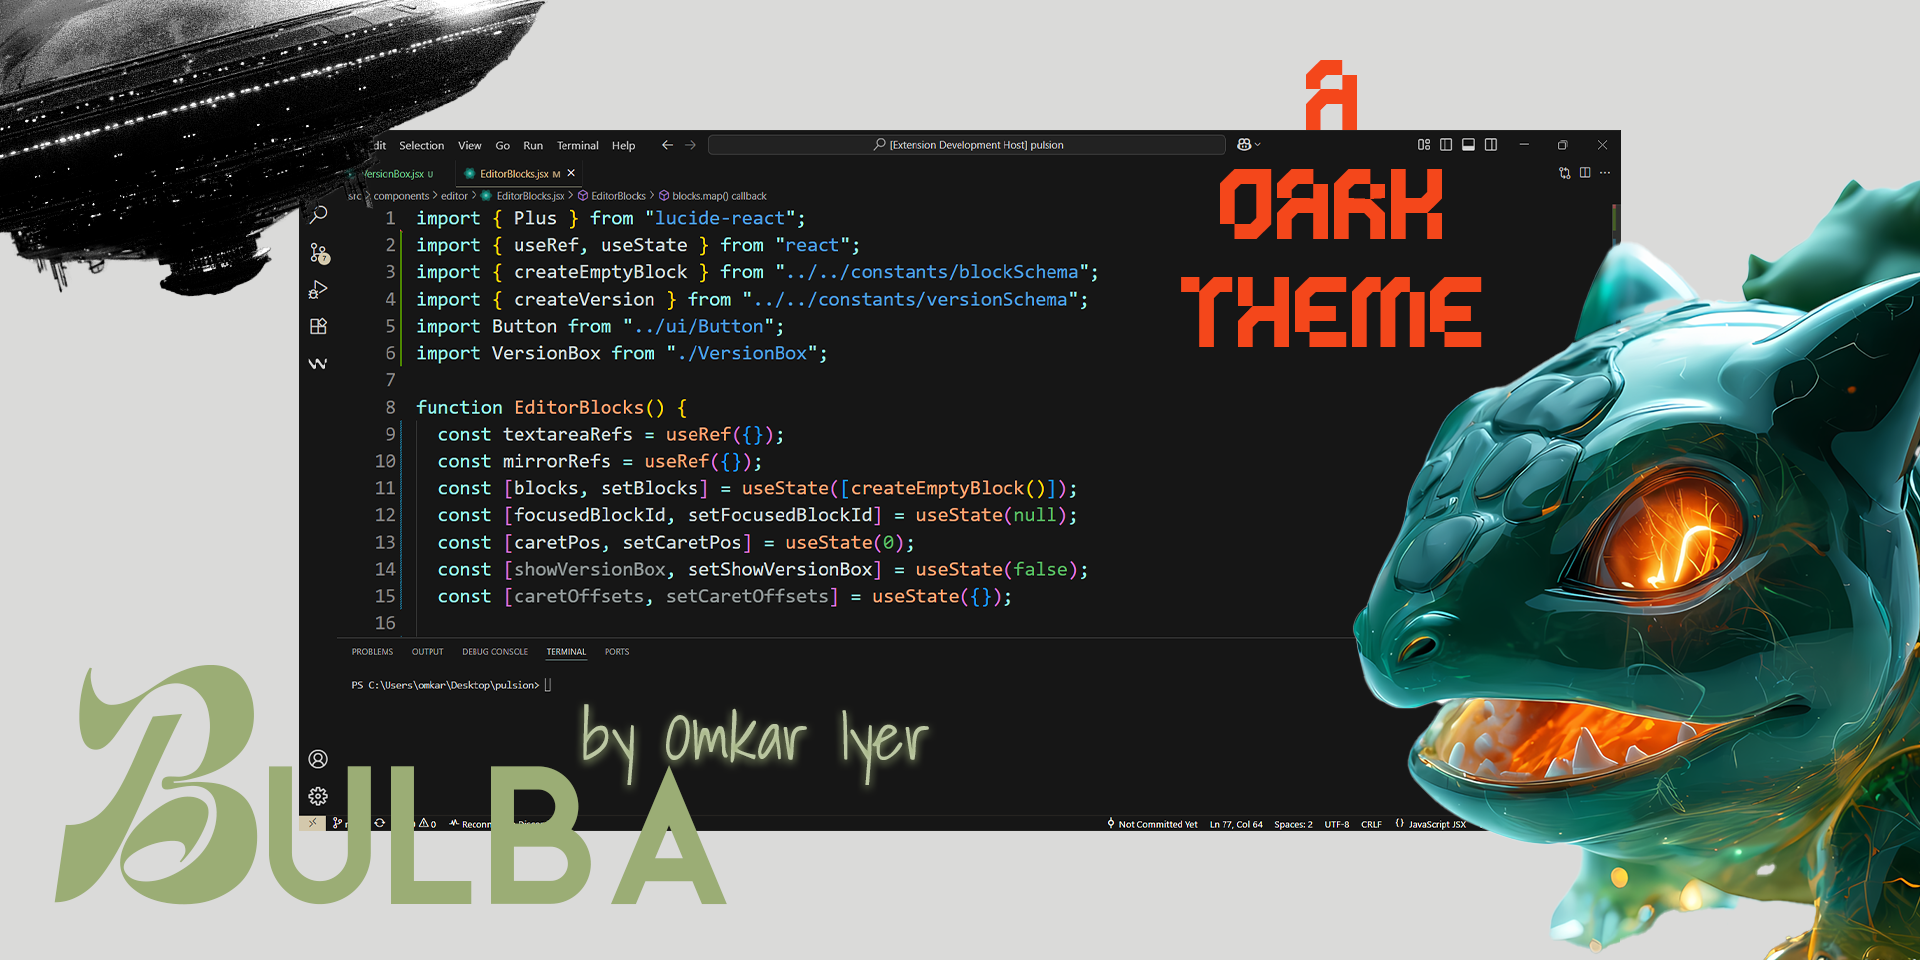 A
DARK
THEME
dit Selection View Go Run Terminal Help
[Extension Development Host] pulsion
VersionBox.jsx U
EditorBlocks.jsx M
src > components > editor > EditorBlocks.jsx > EditorBlocks > blocks.map() callback
1 import { Plus } from "lucide-react";
2 import { useRef, useState } from "react";
3 import { createEmptyBlock } from "../../constants/blockSchema";
4 import { createVersion } from "../../constants/versionSchema";
5 import Button from "../ui/Button";
6 import VersionBox from "./VersionBox";
7
8 function EditorBlocks() {
9 const textareaRefs = useRef({});
10 const mirrorRefs = useRef({});
11 const [blocks, setBlocks] = useState([createEmptyBlock()]);
12 const [focusedBlockId, setFocusedBlockId] = useState(null);
13 const [caretPos, setCaretPos] = useState(0);
14 const [showVersionBox, setShowVersionBox] = useState(false);
15 const [caretOffsets, setCaretOffsets] = useState({});
16
7
PROBLEMS OUTPUT DEBUG CONSOLE TERMINAL PORTS
PS C:\Users\omkar\Desktop\pulsion>
by Omkar Iyer
BULBA
0 Reconn
Not Committed Yet Ln 77, Col 64 Spaces: 2 UTF-8 CRLF {} JavaScript JSX